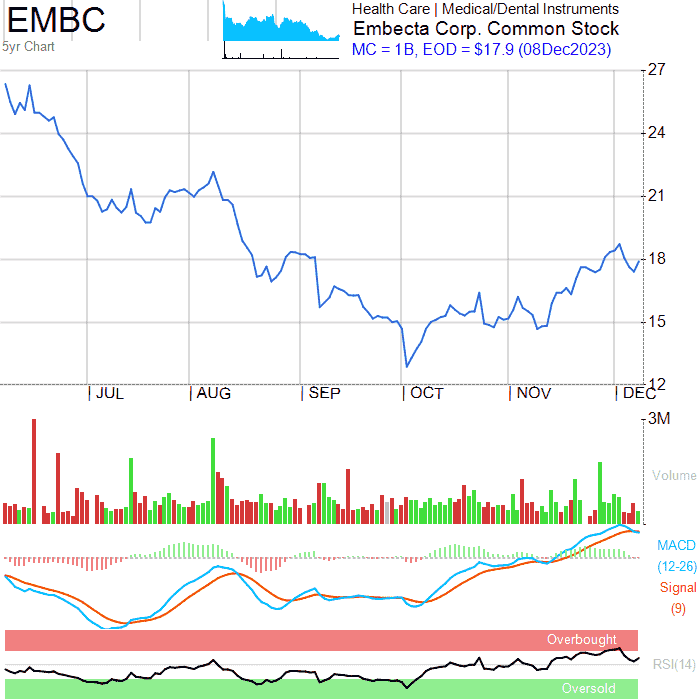 EMBC
5yr Chart
Health Care | Medical/Dental Instruments
Embecta Corp. Common Stock
MC = 1B, EOD = $17.9 (08Dec2023)
27
24
21
18
15
12
JUL AUG SEP OCT NOV DEC
3M
Volume
MACD
(12-26)
Signal
(9)
Overbought
RSI(14)
Oversold